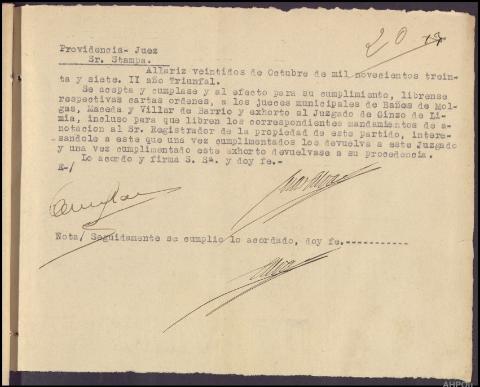 20 17
Providencia- Juez
Sr. Stampa.
Allariz veintidos de Octubre de mil novecientos trein-
ta y siete. II año Triunfal.
Se acepta y cumplase y al efecto para su cumplimiento, librense
respectivas cartas ordenes, a los jueces municipales de Baños de Mol-
gas, Maceda y Villar de Barrio y exhorto al Juzgado de Ginzo de Li-
mia, incluso para que libren los correspondientes mandamientos de a-
notacion al Sr. Registrador de la propiedad de este partido, intere-
sandole a este que una vez cumplimentados los devuelva a este Juzgado
y una vez cumplimentado este exhorto devuelvase a su procedencia.
Lo acordo y firma S. Sª. y doy fe.-
E-/
Nota/ Seguidamente se cumplio lo acordado, doy fe.-----------
AHPOu